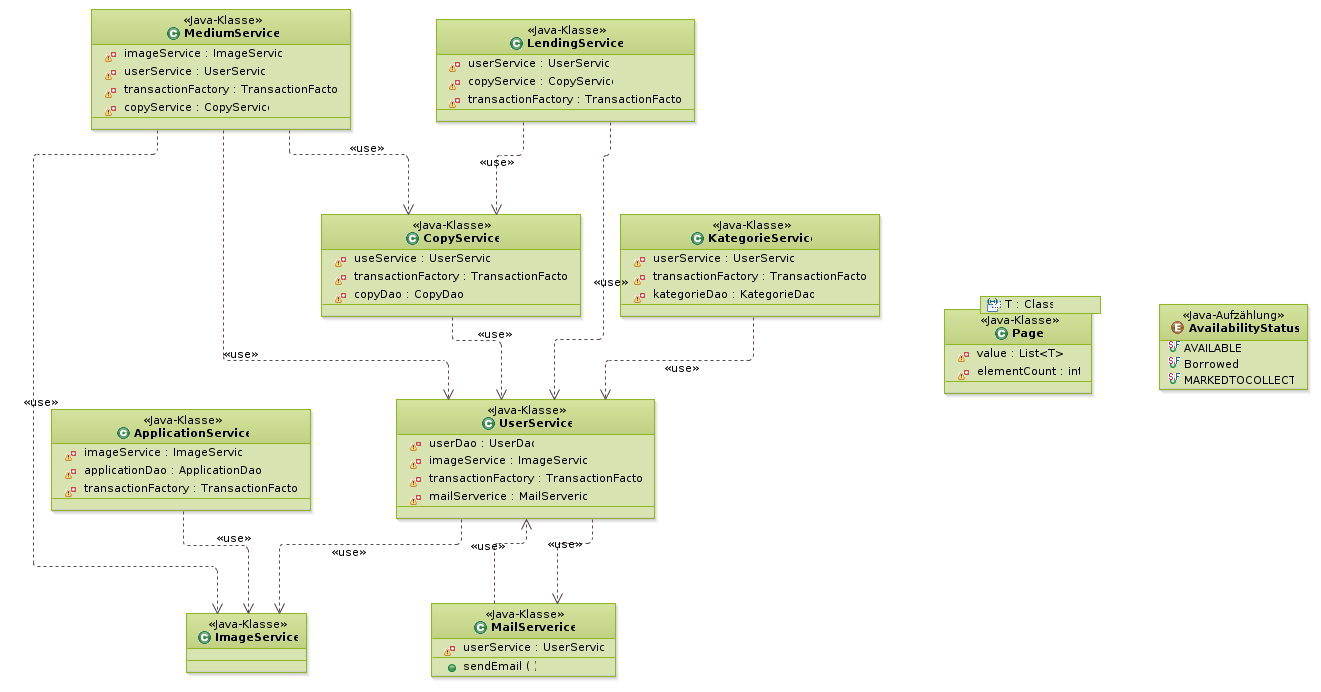 «Java-Klasse»
MediumService
imageService : ImageServic
userService : UserServic
transactionFactory : TransactionFacto
copyService : CopyService
«Java-Klasse»
LendingService
userService : UserServic
copyService : CopyService
transactionFactory : TransactionFacto
«use»
«use»
«Java-Klasse»
CopyService
useService : UserServic
transactionFactory : TransactionFacto
copyDao : CopyDao
«Java-Klasse»
KategorieService
userService : UserServic
transactionFactory : TransactionFacto
kategorieDao : KategorieDao
«use»
T : Class
«Java-Klasse»
Page
value : List<T>
elementCount : int
«Java-Aufzählung»
AvailabilityStatus
AVAILABLE
Borrowed
MARKEDTOCOLLECT
«use»
«use»
«use»
«use»
«Java-Klasse»
ApplicationService
imageService : ImageServic
applicationDao : ApplicationDao
transactionFactory : TransactionFacto
«Java-Klasse»
UserService
userDao : UserDao
imageService : ImageServic
transactionFactory : TransactionFacto
mailServerice : MailServeric
«use»
«use»
«use»
«use»
«Java-Klasse»
ImageService
«Java-Klasse»
MailServerice
userService : UserServic
sendEmail ( )